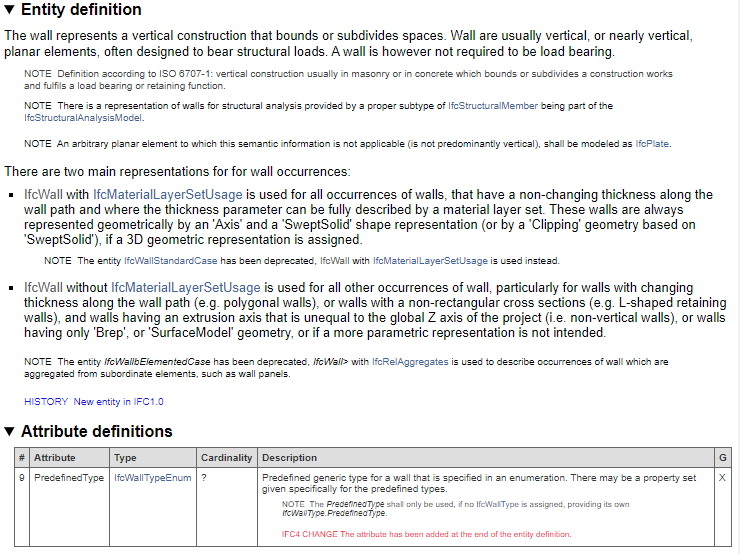 ▼ Entity definition
The wall represents a vertical construction that bounds or subdivides spaces. Wall are usually vertical, or nearly vertical,
planar elements, often designed to bear structural loads. A wall is however not required to be load bearing.
NOTE Definition according to ISO 6707-1: vertical construction usually in masonry or in concrete which bounds or subdivides a construction works
and fulfils a load bearing or retaining function.
NOTE There is a representation of walls for structural analysis provided by a proper subtype of IfcStructuralMember being part of the
IfcStructuralAnalysisModel.
NOTE An arbitrary planar element to which this semantic information is not applicable (is not predominantly vertical), shall be modeled as IfcPlate.
There are two main representations for for wall occurrences:
▪ IfcWall with IfcMaterialLayerSetUsage is used for all occurrences of walls, that have a non-changing thickness along the
wall path and where the thickness parameter can be fully described by a material layer set. These walls are always
represented geometrically by an 'Axis' and a 'SweptSolid' shape representation (or by a 'Clipping' geometry based on
'SweptSolid'), if a 3D geometric representation is assigned.
NOTE The entity IfcWallStandardCase has been deprecated, IfcWall with IfcMaterialLayerSetUsage is used instead.
▪ IfcWall without IfcMaterialLayerSetUsage is used for all other occurrences of wall, particularly for walls with changing
thickness along the wall path (e.g. polygonal walls), or walls with a non-rectangular cross sections (e.g. L-shaped retaining
walls), and walls having an extrusion axis that is unequal to the global Z axis of the project (i.e. non-vertical walls), or walls
having only 'Brep', or 'SurfaceModel' geometry, or if a more parametric representation is not intended.
NOTE The entity IfcWallbElementedCase has been deprecated, IfcWall> with IfcRelAggregates is used to describe occurrences of wall which are
aggregated from subordinate elements, such as wall panels.
HISTORY New entity in IFC1.0
▼ Attribute definitions
# Attribute Type Cardinality Description G
9 PredefinedType IfcWallTypeEnum ? Predefined generic type for a wall that is specified in an enumeration. There may be a property set X
given specifically for the predefined types.
NOTE The PredefinedType shall only be used, if no IfcWallType is assigned, providing its own
IfcWallType.PredefinedType.
IFC4 CHANGE The attribute has been added at the end of the entity definition.